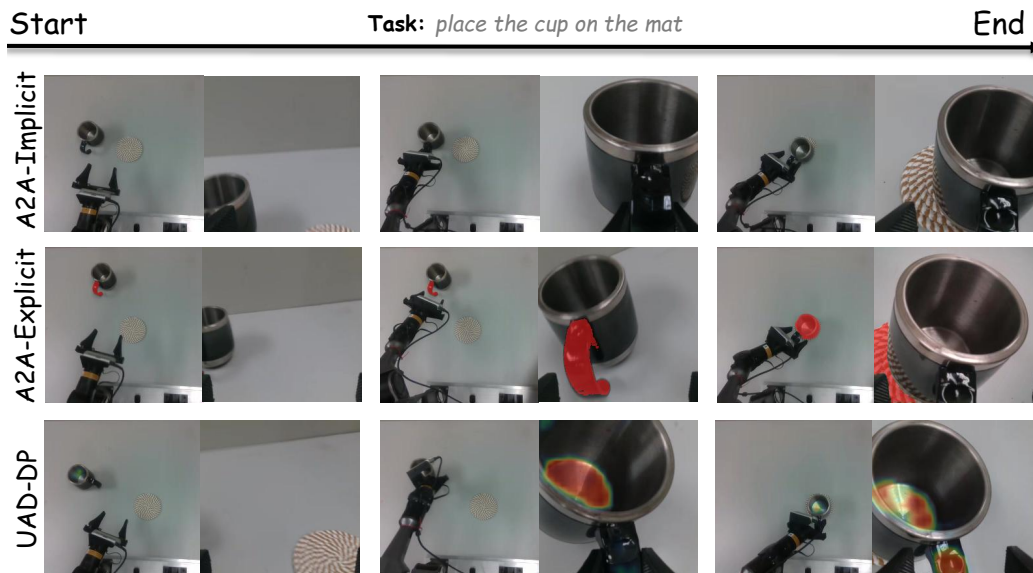 Start
Task: place the cup on the mat
End
A2A-Implicit
A2A-Explicit
UAD-DP